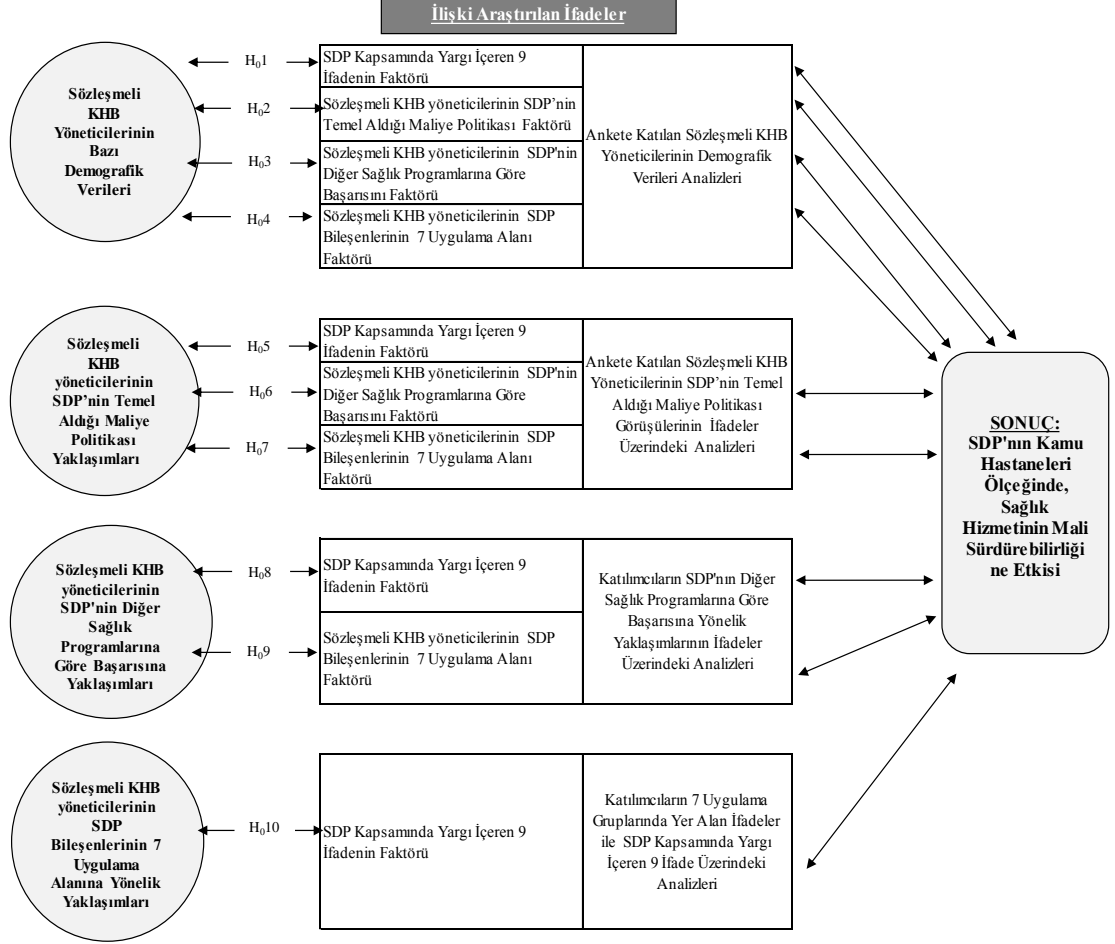 İlişki Araştırılan İfadeler
Sözleşmeli
KHB
Yöneticilerinin
Bazı
Demografik
Verileri
H₀1
H₀2
H₀3
H₀4
SDP Kapsamında Yargı İçeren 9
İfadenin Faktörü
Sözleşmeli KHB yöneticilerinin SDP’nin
Temel Aldığı Maliye Politikası Faktörü
Sözleşmeli KHB yöneticilerinin SDP'nin
Diğer Sağlık Programlarına Göre
Başarısını Faktörü
Sözleşmeli KHB yöneticilerinin SDP
Bileşenlerinin 7 Uygulama Alanı
Faktörü
Ankete Katılan Sözleşmeli KHB
Yöneticilerinin Demografik
Verileri Analizleri
Sözleşmeli
KHB
yöneticilerinin
SDP’nin Temel
Aldığı Maliye
Politikası
Yaklaşımları
H₀5
H₀6
H₀7
SDP Kapsamında Yargı İçeren 9
İfadenin Faktörü
Sözleşmeli KHB yöneticilerinin SDP'nin
Diğer Sağlık Programlarına Göre
Başarısını Faktörü
Sözleşmeli KHB yöneticilerinin SDP
Bileşenlerinin 7 Uygulama Alanı
Faktörü
Ankete Katılan Sözleşmeli KHB
Yöneticilerinin SDP’nin Temel
Aldığı Maliye Politikası
Görüşülerinin İfadeler
Üzerindeki Analizleri
Sözleşmeli KHB
yöneticilerinin
SDP'nin Diğer
Sağlık
Programlarına
Göre Başarısına
Yaklaşımları
H₀8
H₀9
SDP Kapsamında Yargı İçeren 9
İfadenin Faktörü
Sözleşmeli KHB yöneticilerinin SDP
Bileşenlerinin 7 Uygulama Alanı
Faktörü
Katılımcıların SDP'nın Diğer
Sağlık Programlarına Göre
Başarısına Yönelik
Yaklaşımlarının İfadeler
Üzerindeki Analizleri
Sözleşmeli KHB
yöneticilerinin
SDP
Bileşenlerinin 7
Uygulama
Alanına Yönelik
Yaklaşımları
H₀10
SDP Kapsamında Yargı İçeren 9
İfadenin Faktörü
Katılımcıların 7 Uygulama
Gruplarında Yer Alan İfadeler
ile SDP Kapsamında Yargı
İçeren 9 İfade Üzerindeki
Analizleri
SONUÇ:
SDP'nın Kamu
Hastaneleri
Ölçeğinde,
Sağlık
Hizmetinin Mali
Sürdürebilirliği
ne Etkisi